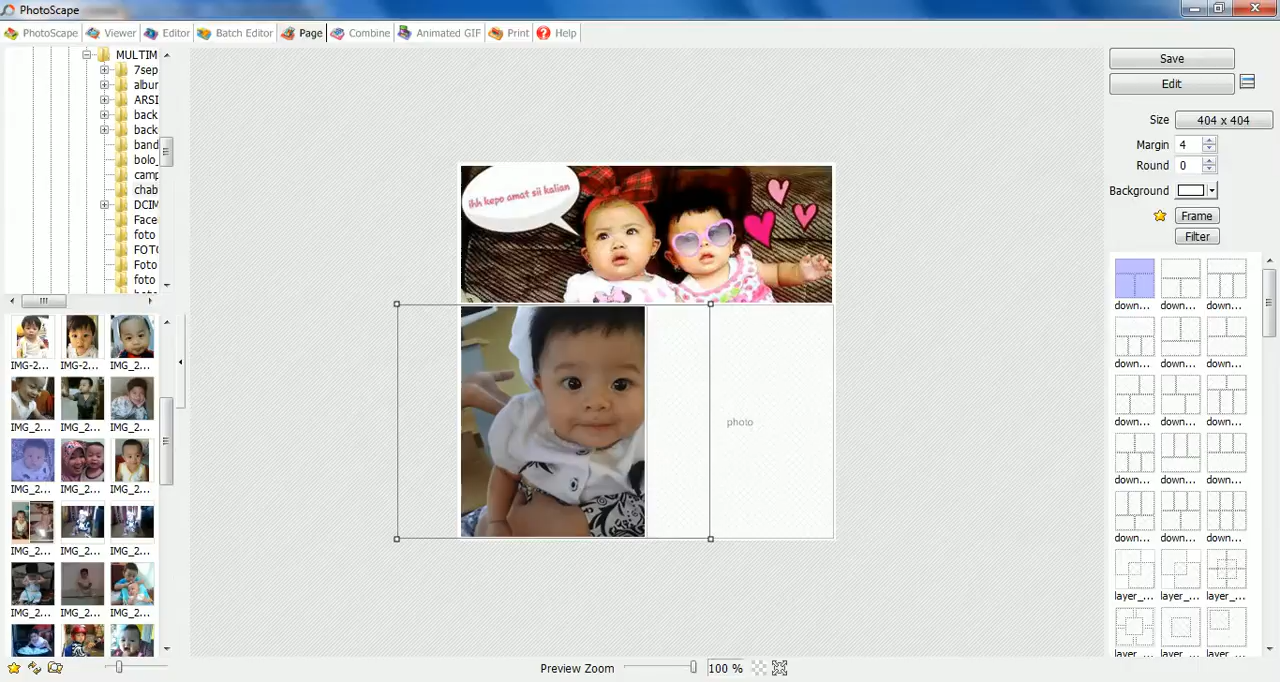 PhotoScape
PhotoScape Viewer Editor Batch Editor Page Combine Animated GIF Print Help
MULTIM
7sep
albur
ARSI
back
back
band
bolo_
camp
chab
DCIM
Face
foto
FOTO
Foto
foto
IMG-2... IMG-2... IMG_2...
IMG_2... IMG_2... IMG_2...
IMG_2... IMG_2... IMG_2...
IMG_2... IMG_2... IMG_2...
IMG_2... IMG_2... IMG_2...
ihh kepo amat sii kalian
photo
Preview Zoom 100 %
Save
Edit
Size 404 x 404
Margin 4
Round 0
Background
Frame
Filter
down... down... down...
down... down... down...
down... down... down...
down... down... down...
down... down... down...
layer_... layer_... layer_...
layer_... layer_... layer_...